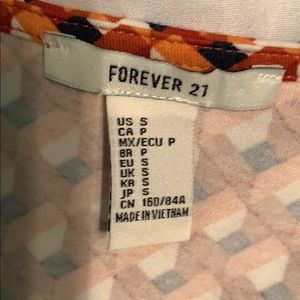 FOREVER 21
US S
CA P
MX/ECU P
BR P
EU S
UK S
KR S
JP S
CN 160/84A
MADE IN VIETNAM